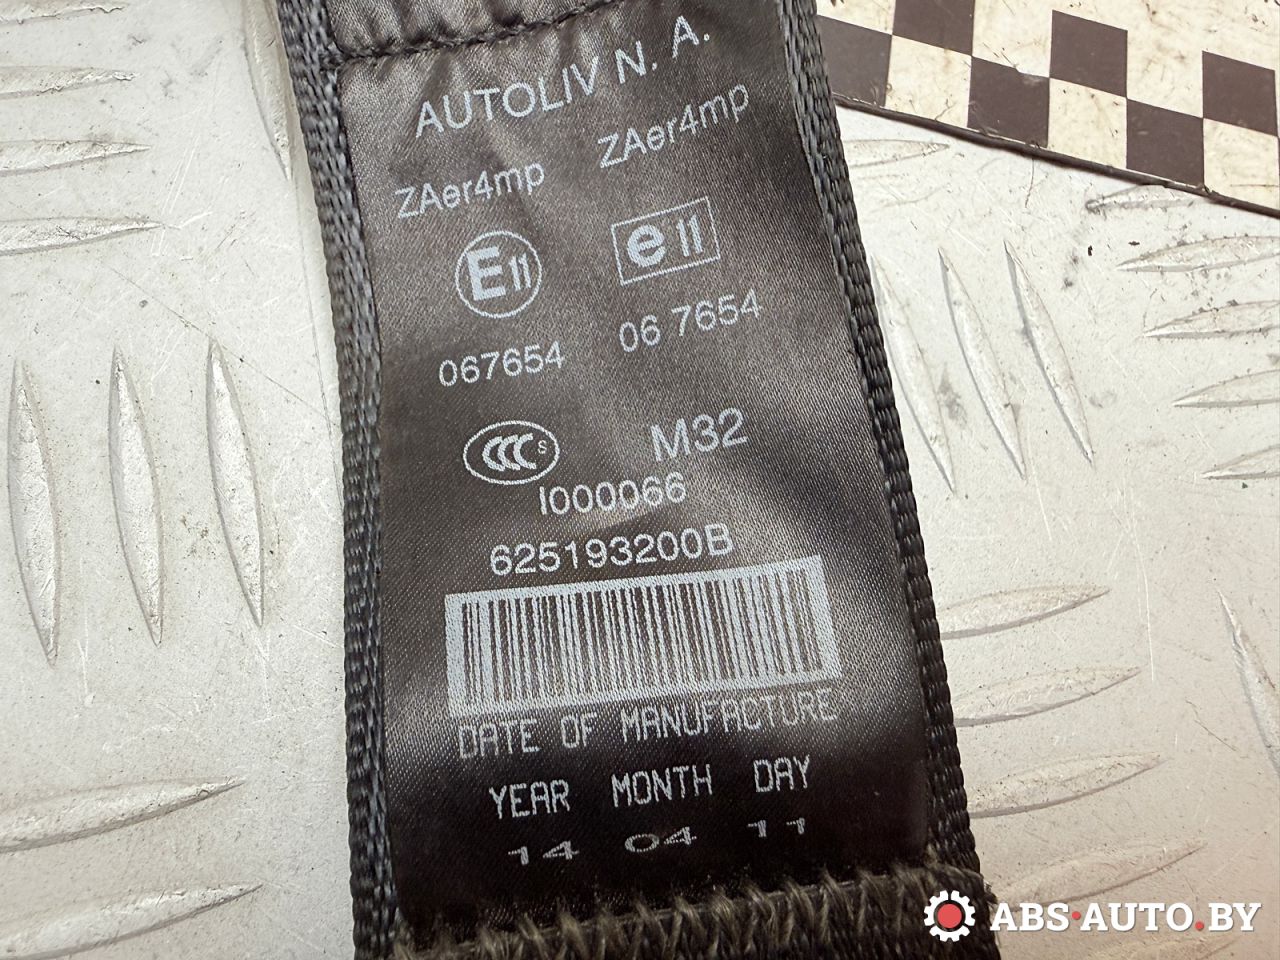 AUTOLIV N. A.
ZAer4mp ZAer4mp
E11 e11
067654 06 7654
CCC S M32
I000066
625193200B
DATE OF MANUFACTURE
YEAR MONTH DAY
14 04 11
ABS-AUTO.BY